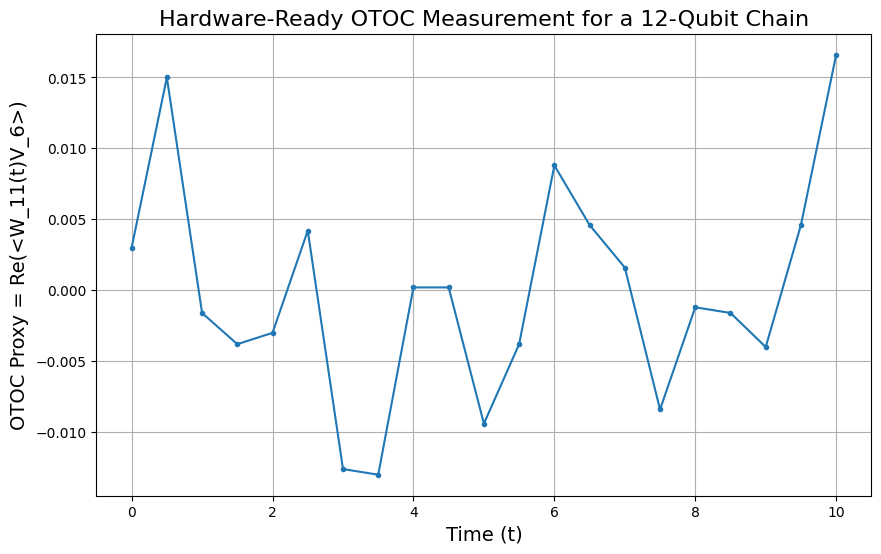 Hardware-Ready OTOC Measurement for a 12-Qubit Chain
OTOC Proxy = Re(<W_11(t)V_6>)
0.015
0.010
0.005
0.000
−0.005
−0.010
0 2 4 6 8 10
Time (t)